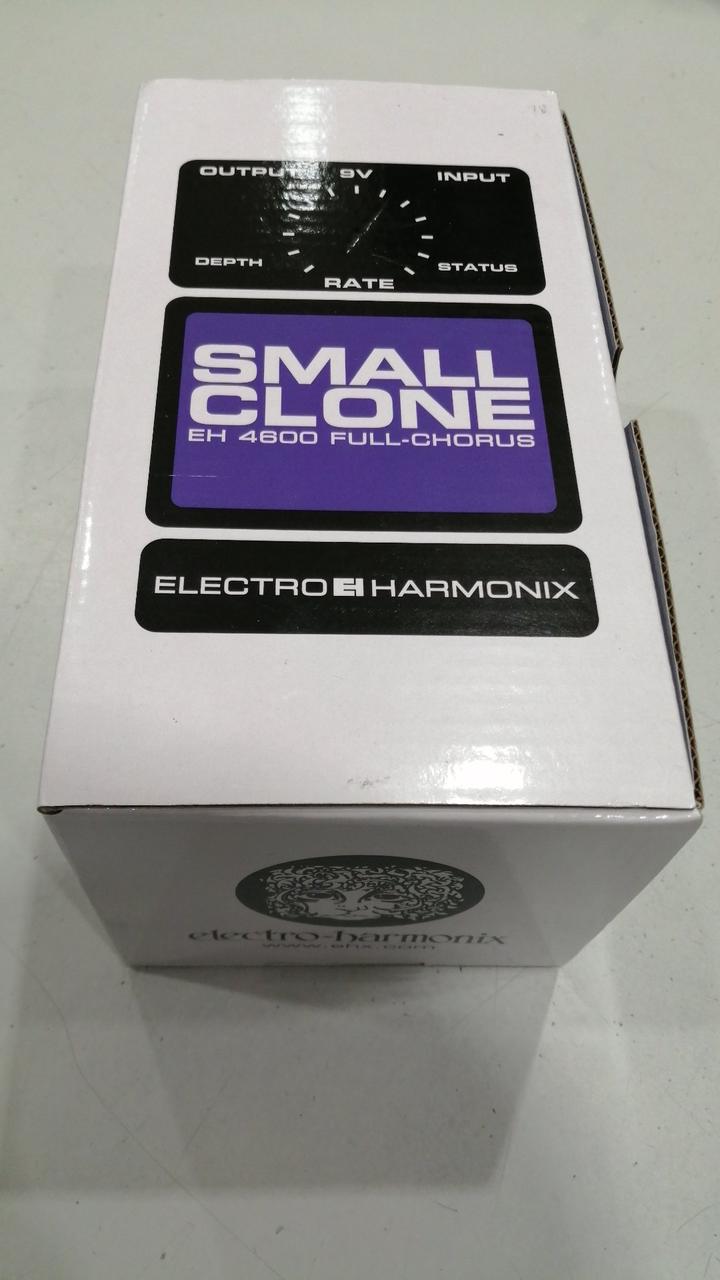 OUTPUT 9V INPUT
DEPTH STATUS
RATE
SMALL
CLONE
EH 4600 FULL-CHORUS
ELECTRO EH HARMONIX
electro-harmonix
www.ehx.com